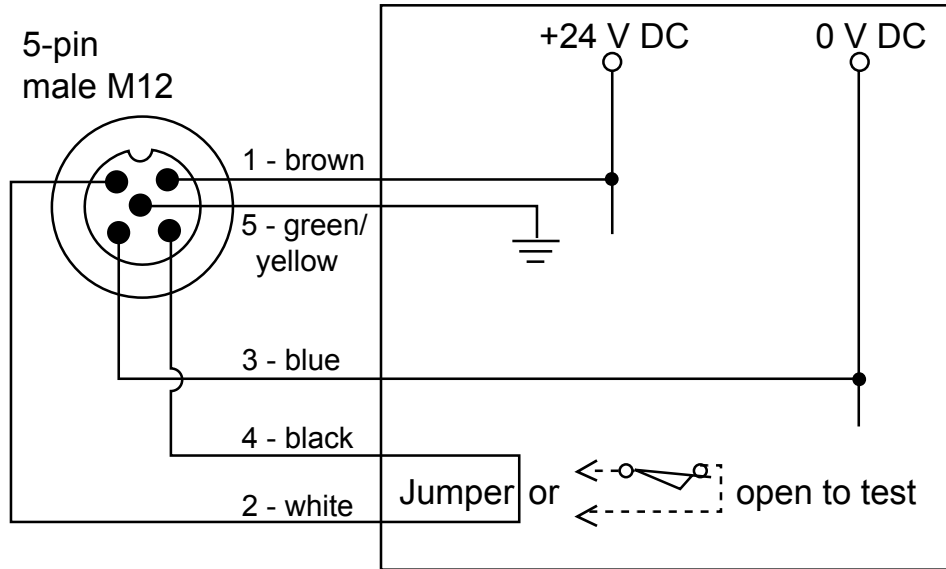 5-pin
male M12
+24 V DC
0 V DC
1 - brown
5 - green/
yellow
3 - blue
4 - black
Jumper or
open to test
2 - white